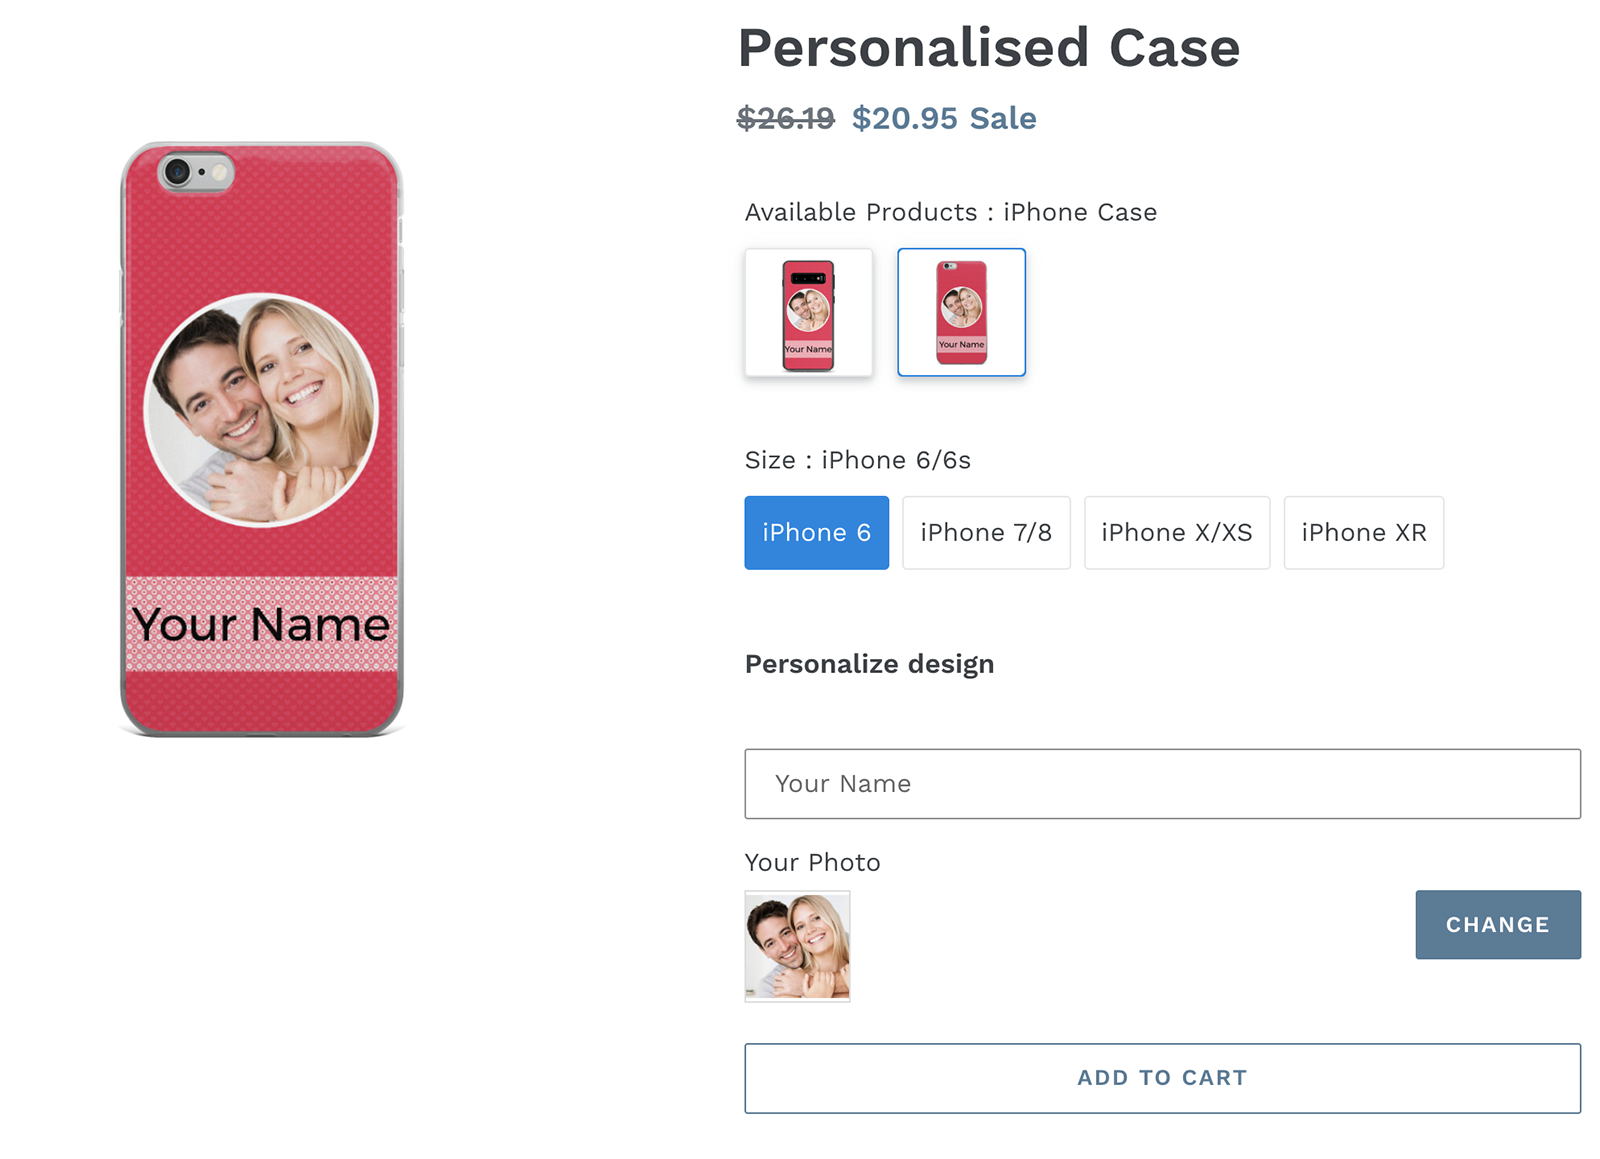 Personalised Case
$26.19 $20.95 Sale
Available Products : iPhone Case
Your Name
Your Name
Size : iPhone 6/6s
iPhone 6
iPhone 7/8
iPhone X/XS
iPhone XR
Your Name
Personalize design
Your Name
Your Photo
CHANGE
ADD TO CART